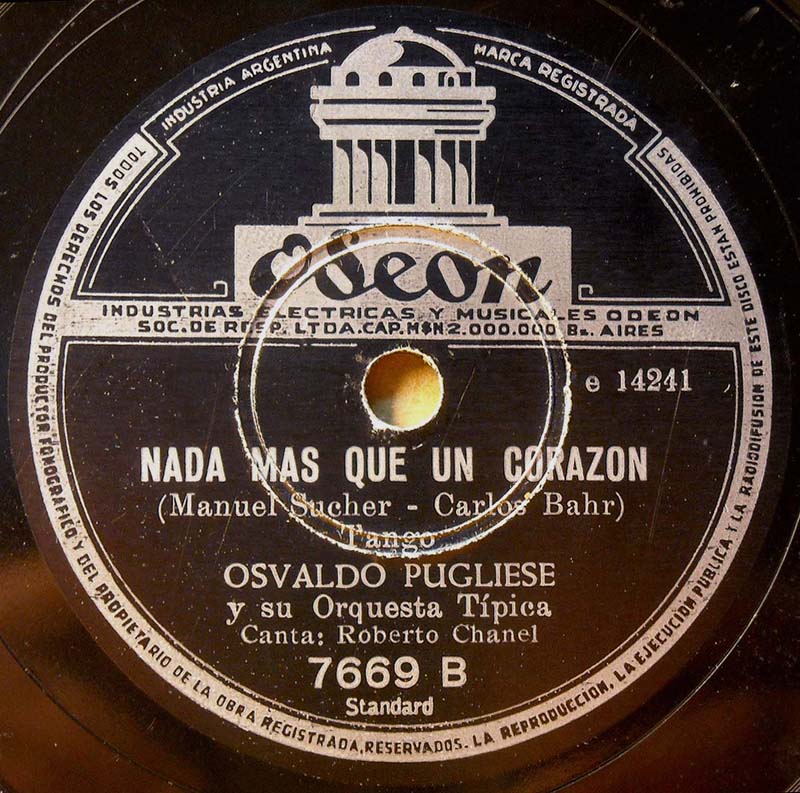 INDUSTRIA ARGENTINA
MARCA REGISTRADA
Odeon
INDUSTRIAS ELECTRICAS Y MUSICALES ODEON
SOC. DE RESP. LTDA. CAP. M$N 2.000.000 Bs. AIRES
e 14241
NADA MAS QUE UN CORAZON
(Manuel Sucher - Carlos Bahr)
Tango
OSVALDO PUGLIESE
y su Orquesta Típica
Canta: Roberto Chanel
7669 B
Standard
TODOS LOS DERECHOS DEL PRODUCTOR FONOGRÁFICO Y DEL PROPIETARIO DE LA OBRA REGISTRADA, RESERVADOS. LA REPRODUCCIÓN, LA EJECUCIÓN PUBLICA Y LA RADIODIFUSION DE ESTE DISCO ESTAN PROHIBIDAS